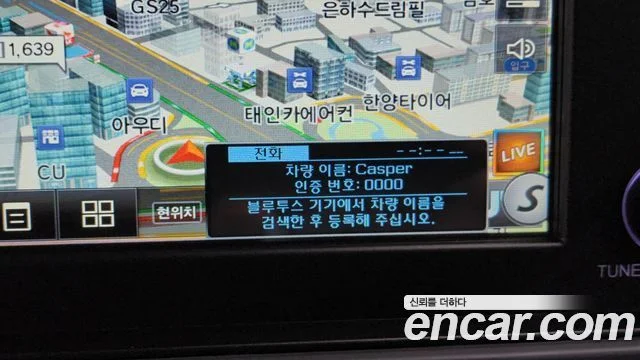 GS25
은하수드림필
1,639
입구
아우디
태인카에어컨
한양타이어
CU
전화
--:--
차량 이름: Casper
인증 번호: 0000
블루투스 기기에서 차량 이름을
검색한 후 등록해 주십시오.
LIVE
현위치
S
TUNE
신뢰를 더하다
encar.com